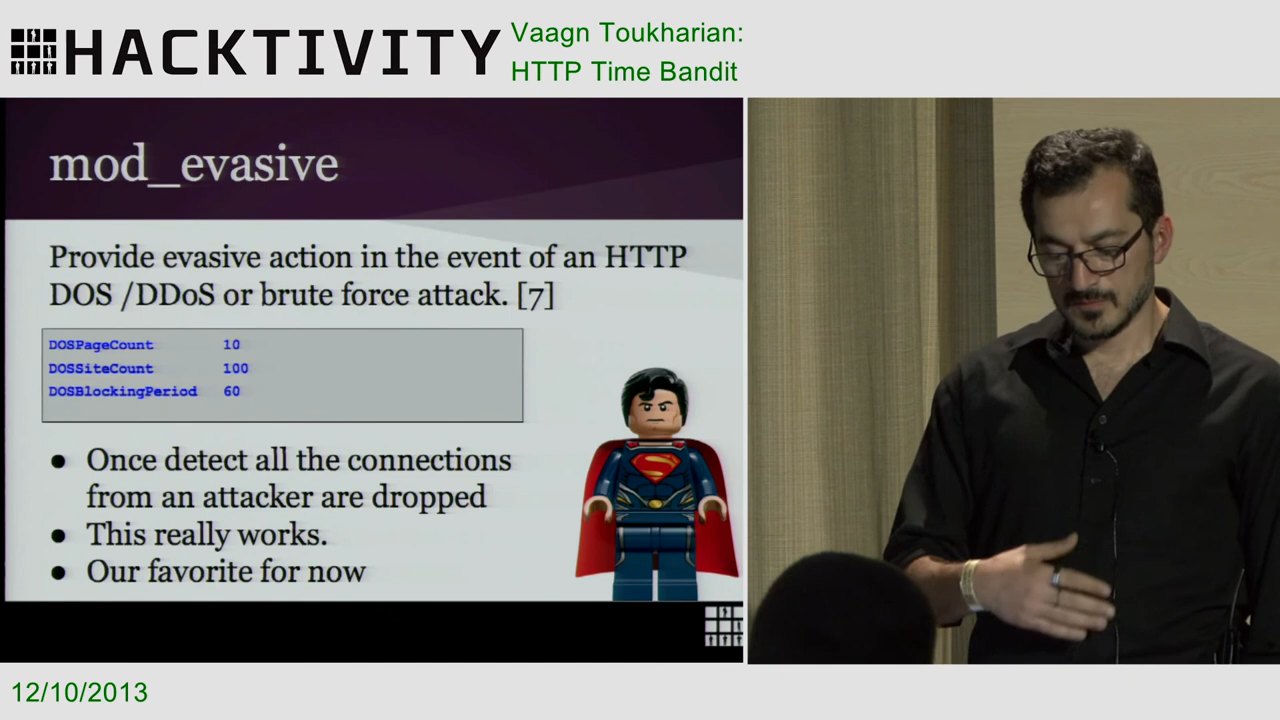 HACKTIVITY
Vaagn Toukharian:
HTTP Time Bandit
mod_evasive
Provide evasive action in the event of an HTTP
DOS /DDoS or brute force attack. [7]
DOSPageCount 10
DOSSiteCount 100
DOSBlockingPeriod 60
● Once detect all the connections
from an attacker are dropped
● This really works.
● Our favorite for now
12/10/2013